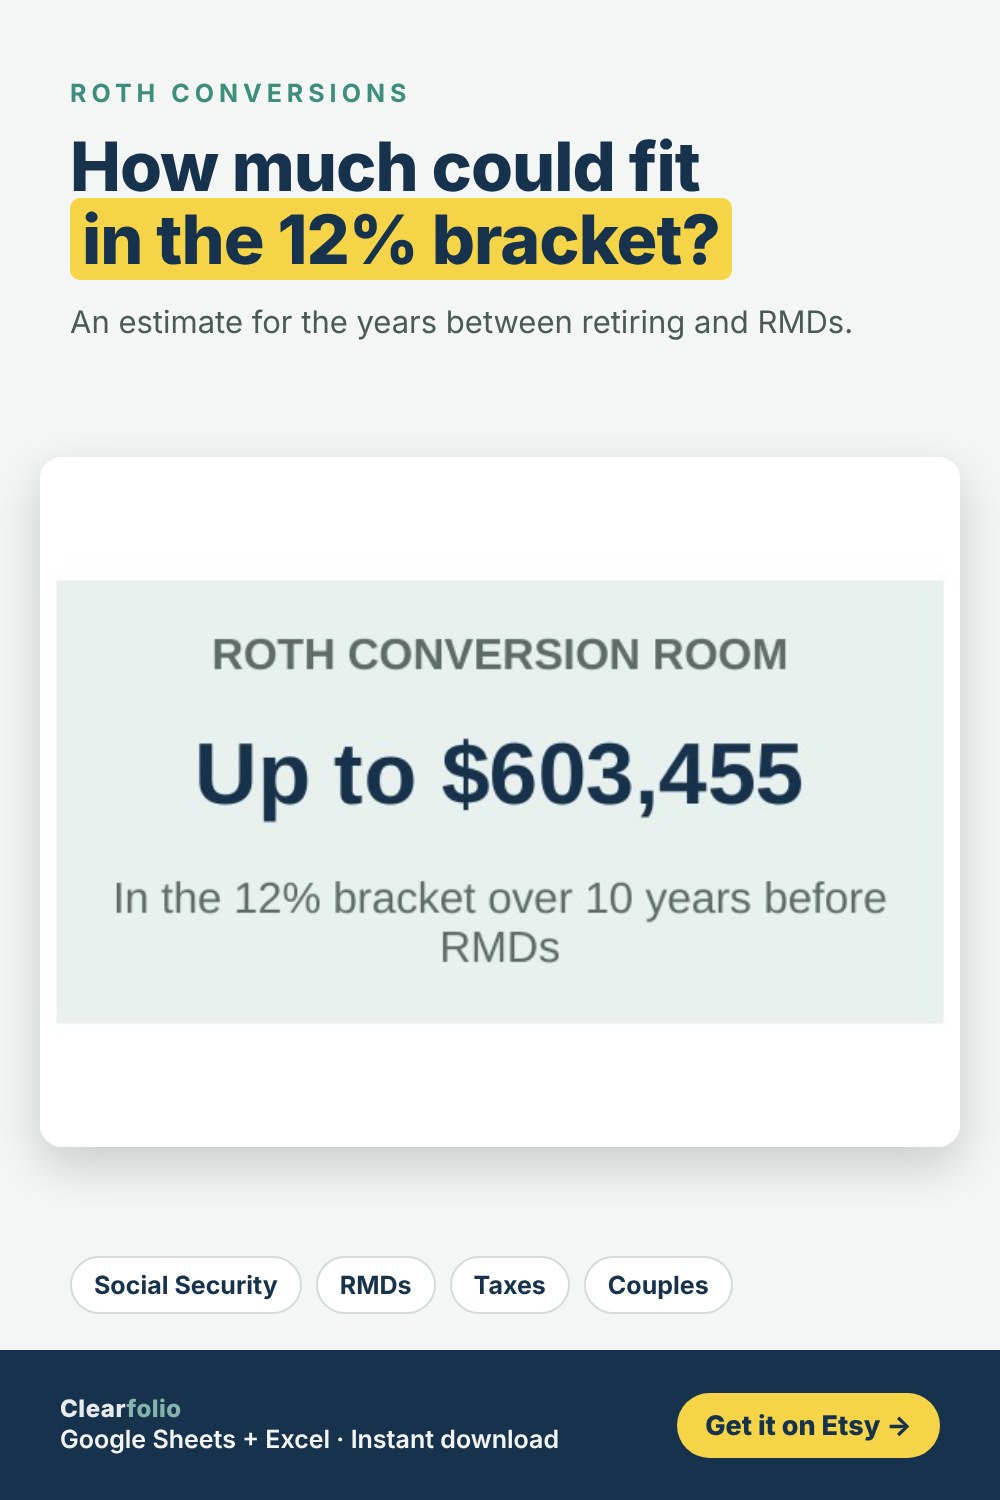 ROTH CONVERSIONS
How much could fit
in the 12% bracket?
An estimate for the years between retiring and RMDs.
ROTH CONVERSION ROOM
Up to $603,455
In the 12% bracket over 10 years before
RMDs
Social Security
RMDs
Taxes
Couples
Clearfolio
Google Sheets + Excel · Instant download
Get it on Etsy →